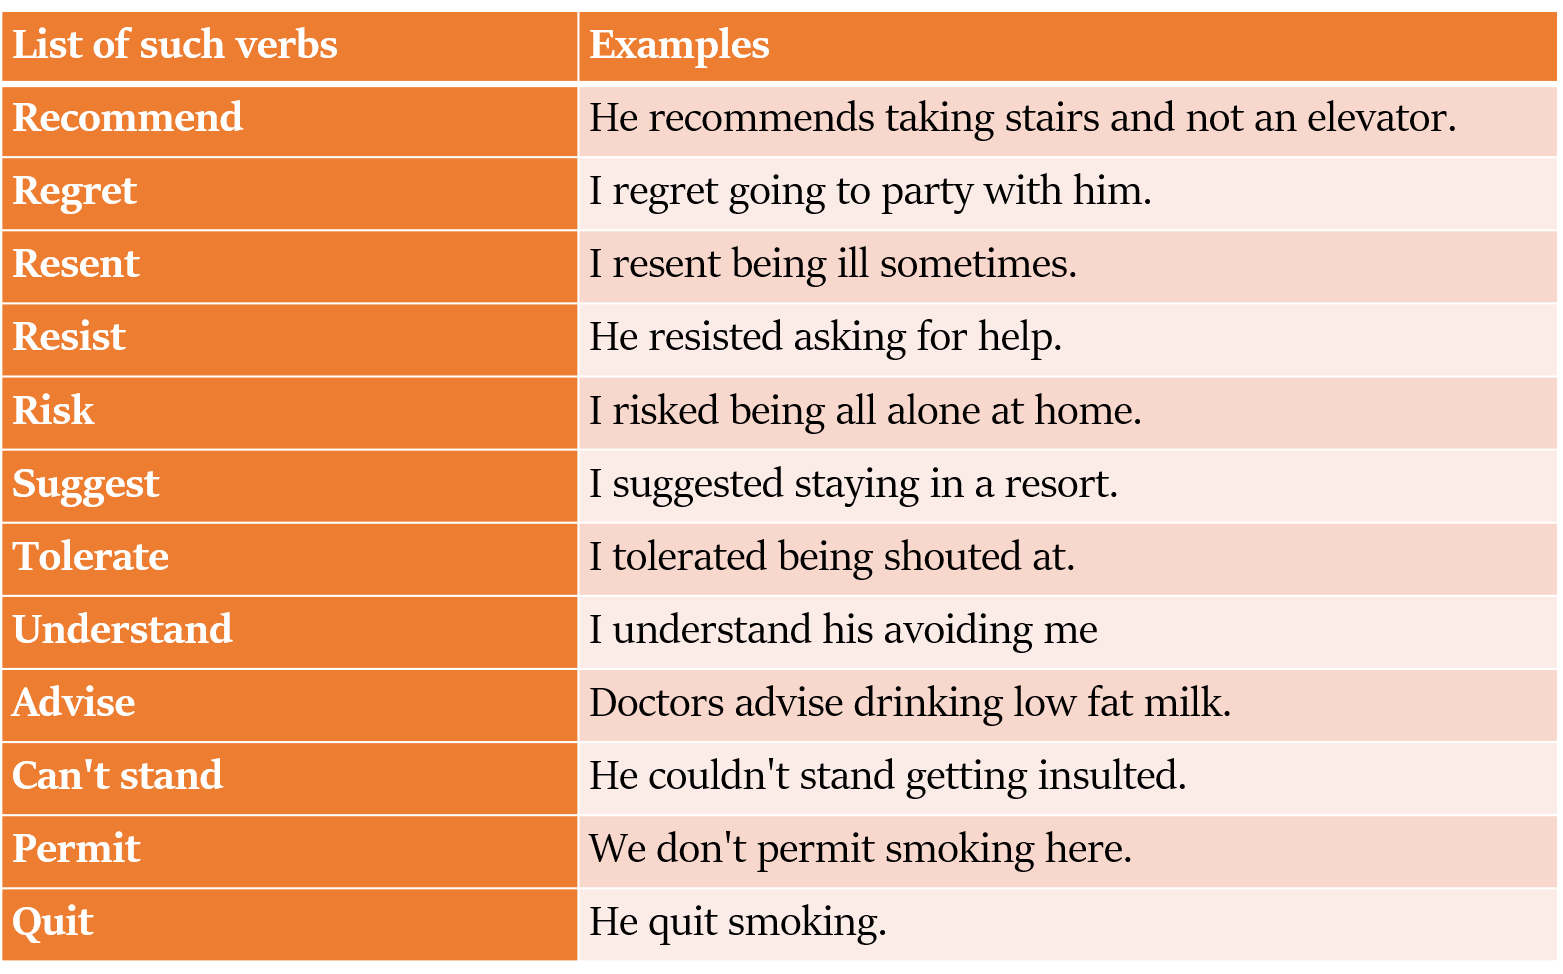 List of such verbs Examples
Recommend He recommends taking stairs and not an elevator.
Regret I regret going to party with him.
Resent I resent being ill sometimes.
Resist He resisted asking for help.
Risk I risked being all alone at home.
Suggest I suggested staying in a resort.
Tolerate I tolerated being shouted at.
Understand I understand his avoiding me
Advise Doctors advise drinking low fat milk.
Can't stand He couldn't stand getting insulted.
Permit We don't permit smoking here.
Quit He quit smoking.